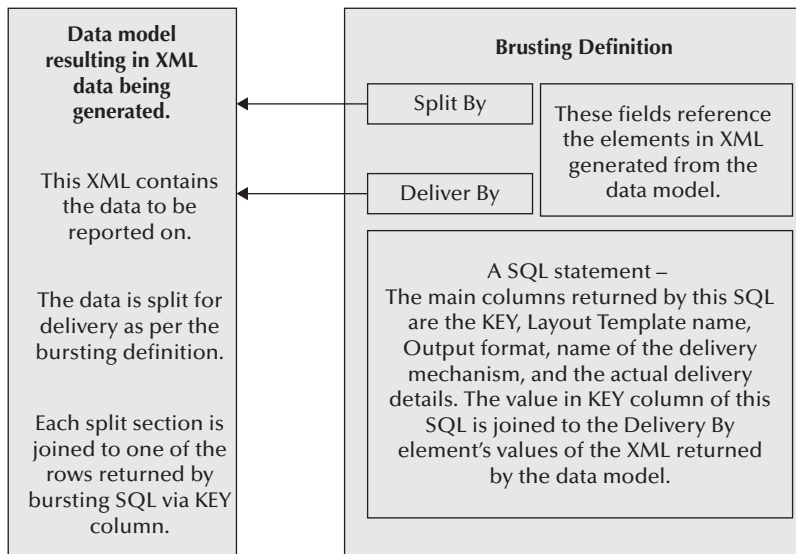 Data model
resulting in XML
data being
generated.
This XML contains
the data to be
reported on.
The data is split for
delivery as per the
bursting definition.
Each split section is
joined to one of the
rows returned by
bursting SQL via KEY
column.
Brusting Definition
Split By
Deliver By
These fields reference
the elements in XML
generated from the
data model.
A SQL statement –
The main columns returned by this SQL
are the KEY, Layout Template name,
Output format, name of the delivery
mechanism, and the actual delivery
details. The value in KEY column of this
SQL is joined to the Delivery By
element’s values of the XML returned
by the data model.